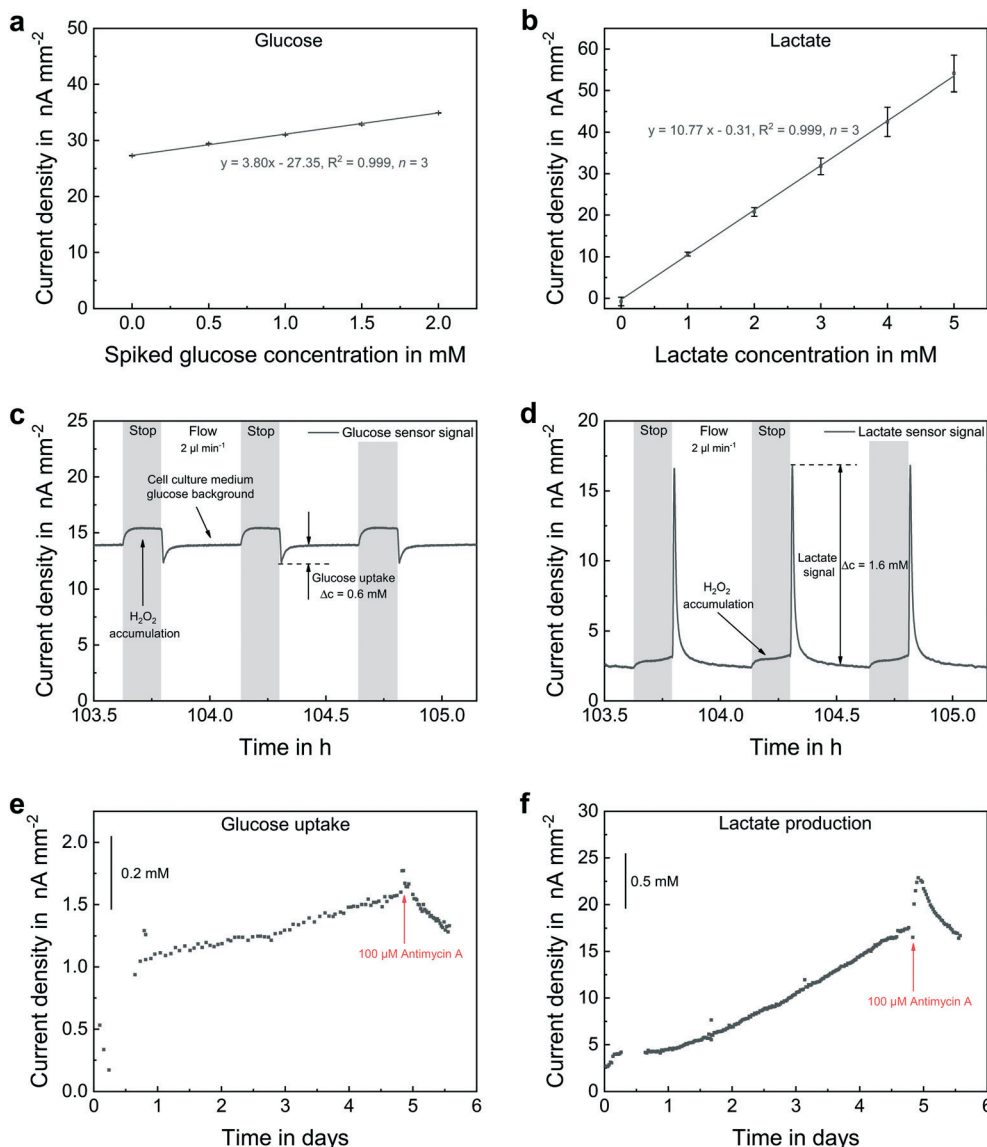 a
Glucose
Current density in nA mm⁻²
40
30
20
10
0
y = 3.80x - 27.35, R² = 0.999, n = 3
0.0 0.5 1.0 1.5 2.0
Spiked glucose concentration in mM
b
Lactate
Current density in nA mm⁻²
60
50
40
30
20
10
0
y = 10.77 x - 0.31, R² = 0.999, n = 3
0 1 2 3 4 5
Lactate concentration in mM
c
Current density in nA mm⁻²
25
20
15
10
5
0
Stop Flow Stop
2 µl min⁻¹
Glucose sensor signal
Cell culture medium
glucose background
Glucose uptake
Δc = 0.6 mM
H₂O₂
accumulation
103.5 104.0 104.5 105.0
Time in h
d
Current density in nA mm⁻²
20
15
10
5
0
Stop Flow Stop
2 µl min⁻¹
Lactate sensor signal
Lactate
signal
Δc = 1.6 mM
H₂O₂
accumulation
103.5 104.0 104.5 105.0
Time in h
e
Glucose uptake
Current density in nA mm⁻²
2.0
1.5
1.0
0.5
0.0
0.2 mM
100 µM Antimycin A
0 1 2 3 4 5 6
Time in days
f
Lactate production
Current density in nA mm⁻²
30
25
20
15
10
5
0
0.5 mM
100 µM Antimycin A
0 1 2 3 4 5 6
Time in days